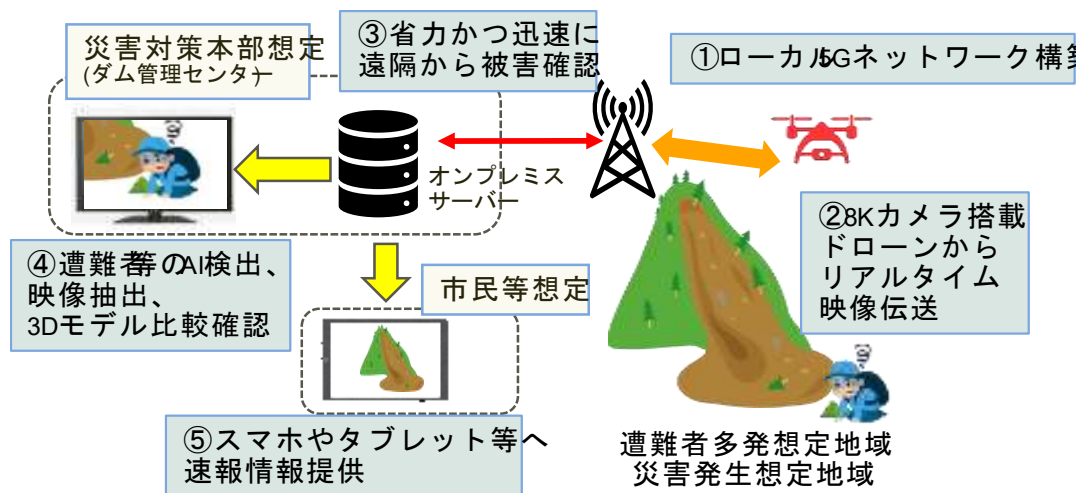 災害対策本部想定
(ダム管理センター)
③省力かつ迅速に
遠隔から被害確認
①ローカル5Gネットワーク構築
オンプレミス
サーバー
②8Kカメラ搭載
ドローンから
リアルタイム
映像伝送
④遭難者等のAI検出、
映像抽出、
3Dモデル比較確認
市民等想定
⑤スマホやタブレット等へ
速報情報提供
遭難者多発想定地域
災害発生想定地域